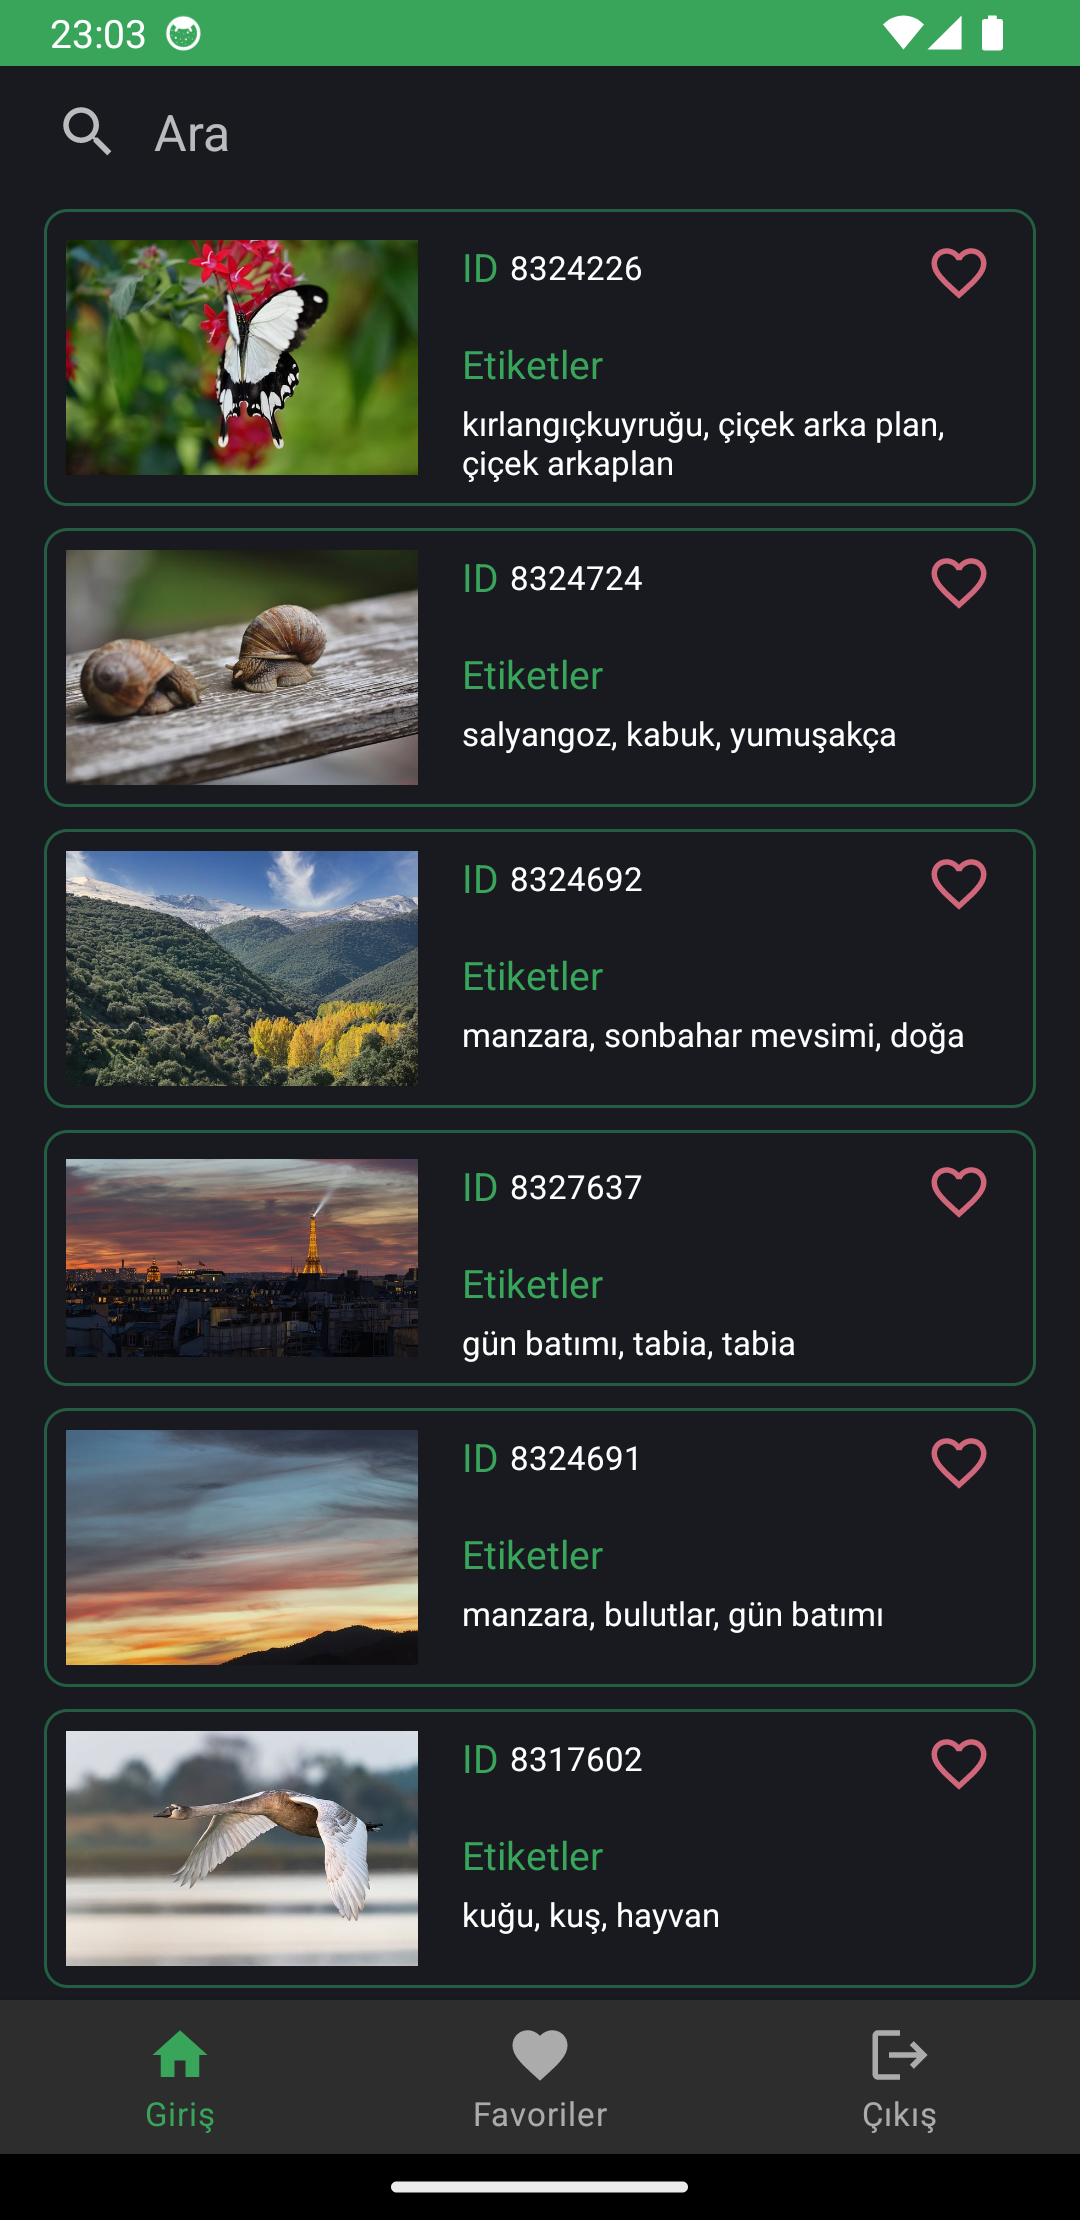 23:03
Ara
ID 8324226
Etiketler
kırlangıçkuyruğu, çiçek arka plan,
çiçek arkaplan
ID 8324724
Etiketler
salyangoz, kabuk, yumuşakça
ID 8324692
Etiketler
manzara, sonbahar mevsimi, doğa
ID 8327637
Etiketler
gün batımı, tabia, tabia
ID 8324691
Etiketler
manzara, bulutlar, gün batımı
ID 8317602
Etiketler
kuğu, kuş, hayvan
Giriş
Favoriler
Çıkış